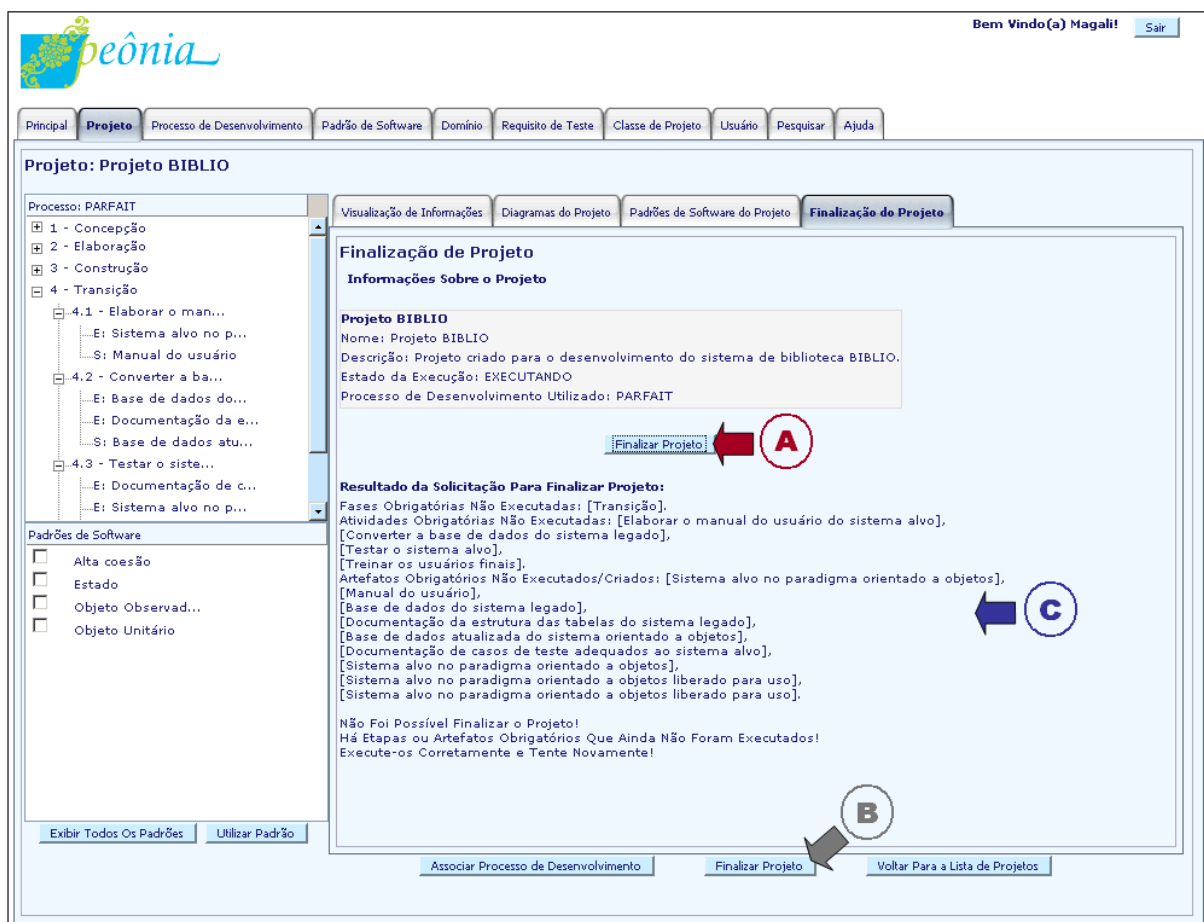 Bem Vindo(a) Magali! Sair
peônia
Principal Projeto Processo de Desenvolvimento Padrão de Software Domínio Requisito de Teste Classe de Projeto Usuário Pesquisar Ajuda
Projeto: Projeto BIBLIO
Processo: PARFAIT
1 - Concepção
2 - Elaboração
3 - Construção
4 - Transição
4.1 - Elaborar o man...
E: Sistema alvo no p...
S: Manual do usuário
4.2 - Converter a ba...
E: Base de dados do...
E: Documentação da e...
S: Base de dados atu...
4.3 - Testar o siste...
E: Documentação de c...
E: Sistema alvo no p...
Padrões de Software
Alta coesão
Estado
Objeto Observad...
Objeto Unitário
Exibir Todos Os Padrões Utilizar Padrão
Visualização de Informações Diagramas do Projeto Padrões de Software do Projeto Finalização do Projeto
Finalização de Projeto
Informações Sobre o Projeto
Projeto BIBLIO
Nome: Projeto BIBLIO
Descrição: Projeto criado para o desenvolvimento do sistema de biblioteca BIBLIO.
Estado da Execução: EXECUTANDO
Processo de Desenvolvimento Utilizado: PARFAIT
Finalizar Projeto A
Resultado da Solicitação Para Finalizar Projeto:
Fases Obrigatórias Não Executadas: [Transição].
Atividades Obrigatórias Não Executadas: [Elaborar o manual do usuário do sistema alvo],
[Converter a base de dados do sistema legado],
[Testar o sistema alvo],
[Treinar os usuários finais].
Artefatos Obrigatórios Não Executados/Criados: [Sistema alvo no paradigma orientado a objetos],
[Manual do usuário],
[Base de dados do sistema legado],
[Documentação da estrutura das tabelas do sistema legado],
[Base de dados atualizada do sistema orientado a objetos],
[Documentação de casos de teste adequados ao sistema alvo],
[Sistema alvo no paradigma orientado a objetos],
[Sistema alvo no paradigma orientado a objetos liberado para uso],
[Sistema alvo no paradigma orientado a objetos liberado para uso].
C
Não Foi Possível Finalizar o Projeto!
Há Etapas ou Artefatos Obrigatórios Que Ainda Não Foram Executados!
Execute-os Corretamente e Tente Novamente!
B
Associar Processo de Desenvolvimento Finalizar Projeto Voltar Para a Lista de Projetos